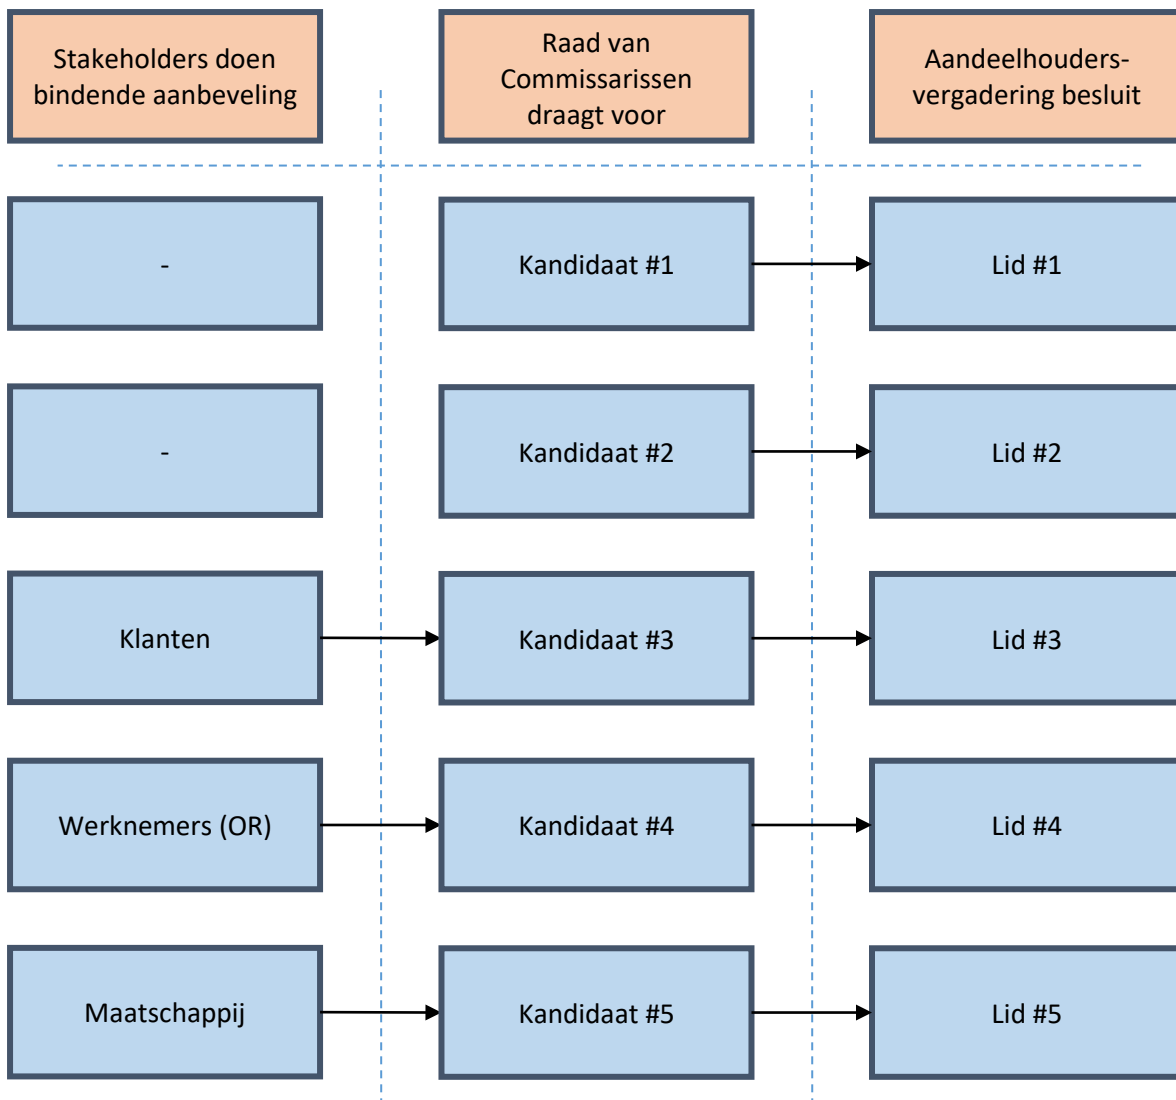 Stakeholders doen
bindende aanbeveling
Raad van
Commissarissen
draagt voor
Aandeelhouders-
vergadering besluit
-
Kandidaat #1
Lid #1
-
Kandidaat #2
Lid #2
Klanten
Kandidaat #3
Lid #3
Werknemers (OR)
Kandidaat #4
Lid #4
Maatschappij
Kandidaat #5
Lid #5